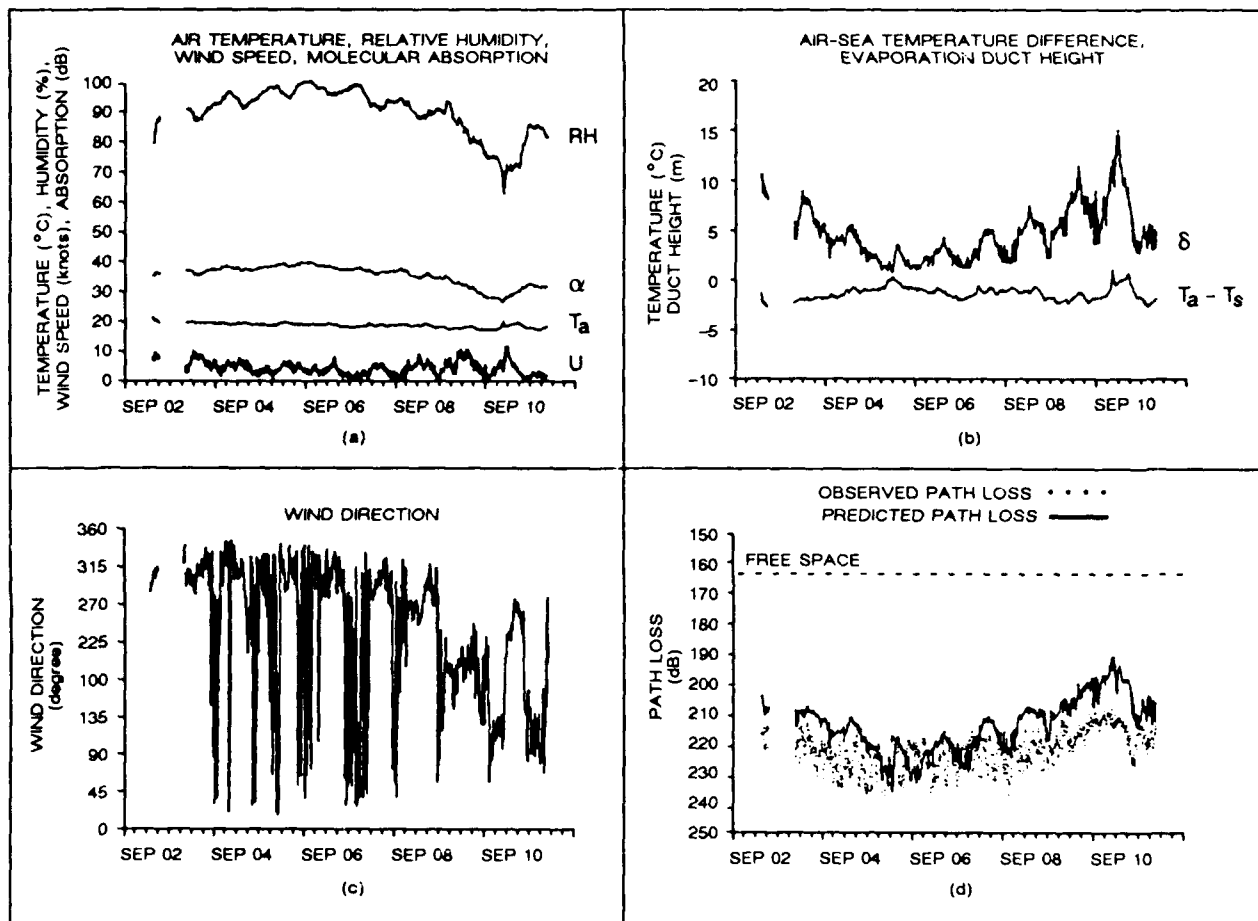 AIR TEMPERATURE, RELATIVE HUMIDITY,
WIND SPEED, MOLECULAR ABSORPTION
TEMPERATURE (°C), HUMIDITY (%),
WIND SPEED (knots), ABSORPTION (dB)
100
90
80
70
60
50
40
30
20
10
0
RH
α
Ta
U
SEP 02 SEP 04 SEP 06 SEP 08 SEP 10
(a)
AIR-SEA TEMPERATURE DIFFERENCE,
EVAPORATION DUCT HEIGHT
TEMPERATURE (°C)
DUCT HEIGHT (m)
20
15
10
5
0
-5
-10
δ
Ta - Ts
SEP 02 SEP 04 SEP 06 SEP 08 SEP 10
(b)
WIND DIRECTION
WIND DIRECTION
(degree)
360
315
270
225
100
135
90
45
0
SEP 02 SEP 04 SEP 06 SEP 08 SEP 10
(c)
OBSERVED PATH LOSS
PREDICTED PATH LOSS
FREE SPACE
PATH LOSS
(dB)
150
160
165
190
200
210
220
230
240
250
SEP 02 SEP 04 SEP 06 SEP 08 SEP 10
(d)